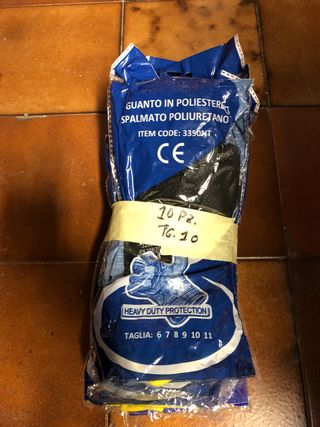 GUANTO IN POLIESTERE
SPALMATO POLIURETANO
ITEM CODE: 3350NT
CE
10 Pz.
TG. 10
HEAVY DUTY PROTECTION
TAGLIA: 6 7 8 9 10 11